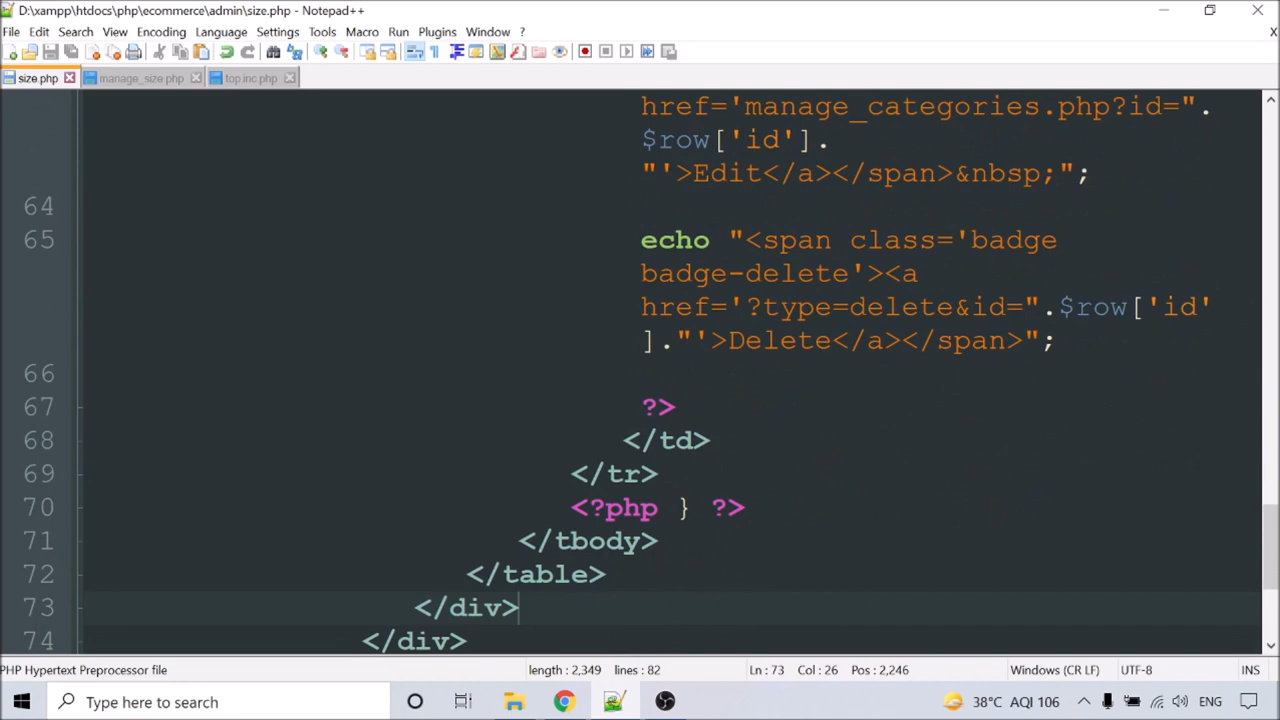 D:\xampp\htdocs\php\ecommerce\admin\size.php - Notepad++
File Edit Search View Encoding Language Settings Tools Macro Run Plugins Window ? X
size.php manage_size.php top.inc.php
href='manage_categories.php?id=".
$row['id'].
"'>Edit</a></span>&nbsp;";
64
65 echo "<span class='badge
badge-delete'><a
href='?type=delete&id=".$row['id'
]."'>Delete</a></span>";
66
67 ?>
68 </td>
69 </tr>
70 <?php } ?>
71 </tbody>
72 </table>
73 </div>
74 </div>
PHP Hypertext Preprocessor file length : 2,349 lines : 82 Ln : 73 Col : 26 Pos : 2,246 Windows (CR LF) UTF-8 INS
Type here to search 38°C AQI 106 ENG